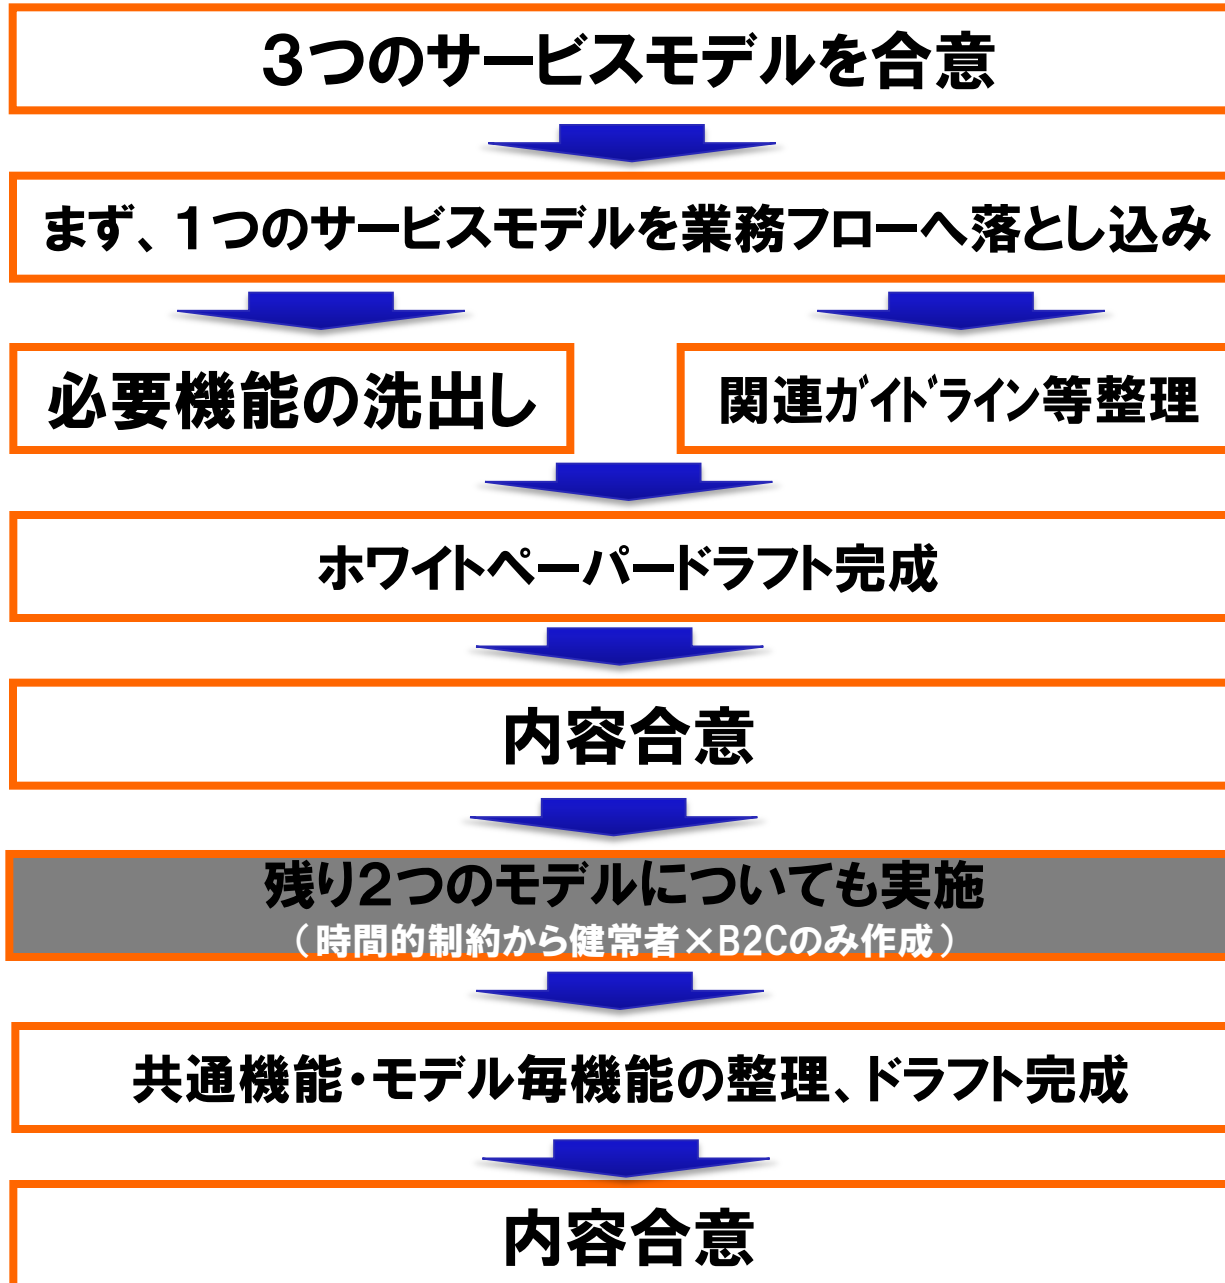 ３つのサービスモデルを合意
まず、１つのサービスモデルを業務フローへ落とし込み
必要機能の洗出し
関連ｶﾞｲﾄﾞﾗｲﾝ等整理
ホワイトペーパードラフト完成
内容合意
残り２つのモデルについても実施
（時間的制約から健常者×B2Cのみ作成）
共通機能・モデル毎機能の整理、ドラフト完成
内容合意